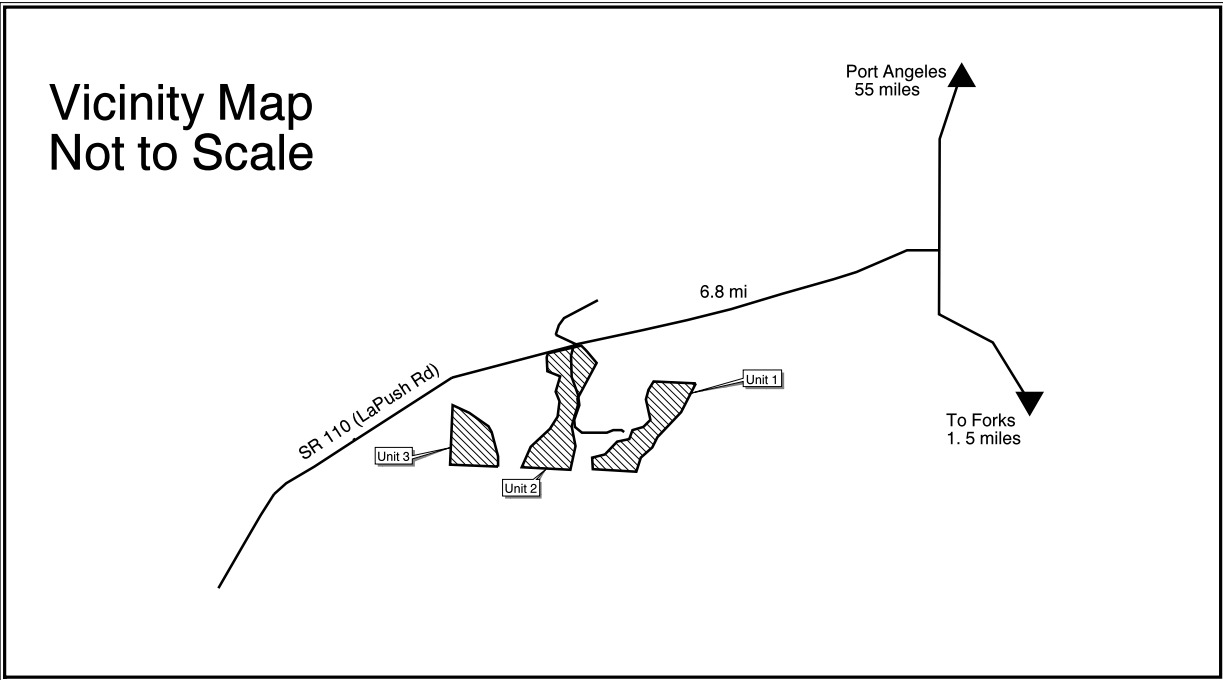 Vicinity Map
Not to Scale
Port Angeles
55 miles
6.8 mi
SR 110 (LaPush Rd)
Unit 1
Unit 3
Unit 2
To Forks
1. 5 miles